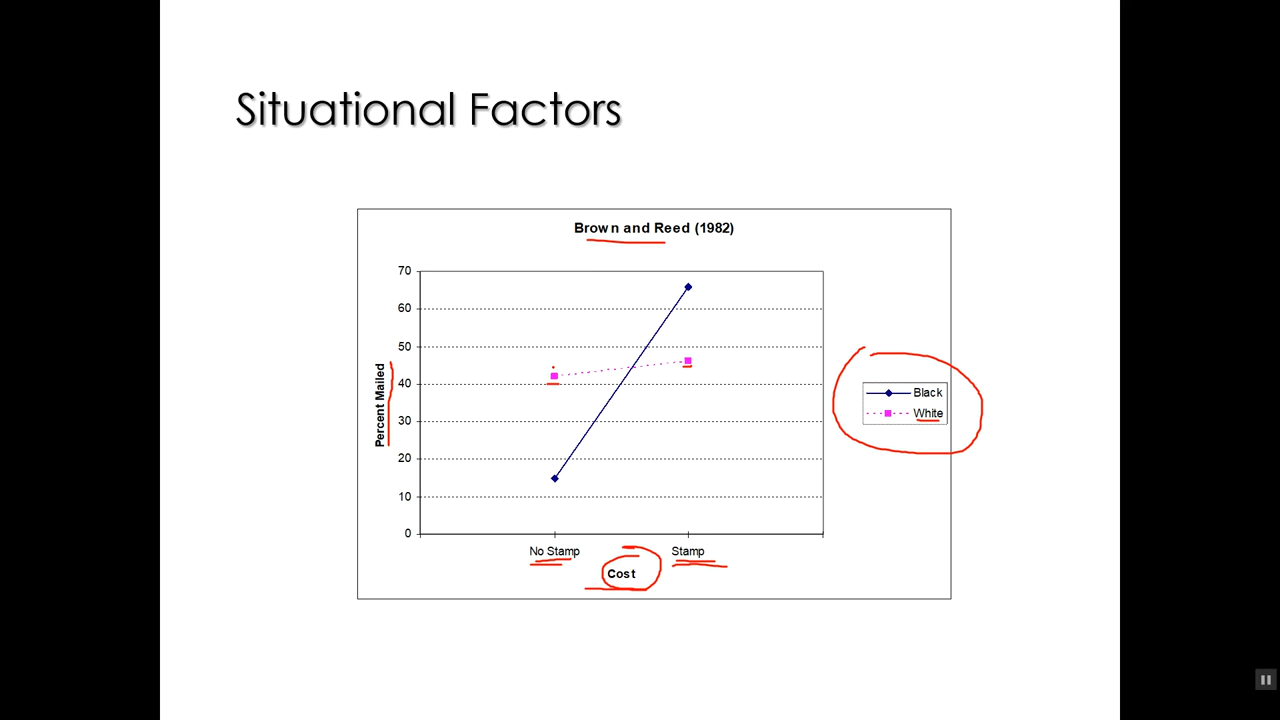 Situational Factors
Brown and Reed (1982)
70
60
50
40
30
20
10
0
Percent Mailed
No Stamp
Stamp
Cost
Black
White